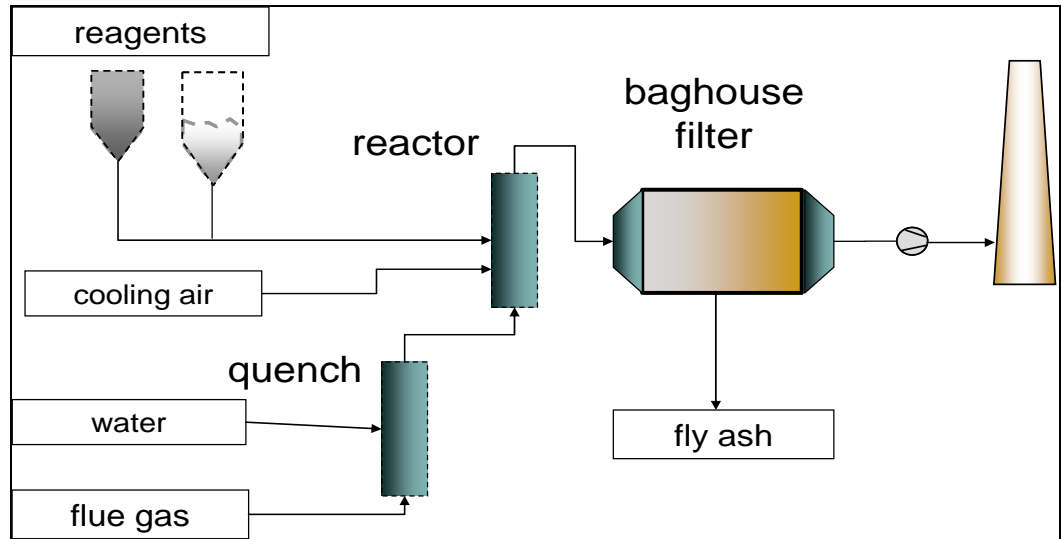 reagents
baghouse
filter
reactor
cooling air
quench
water
fly ash
flue gas